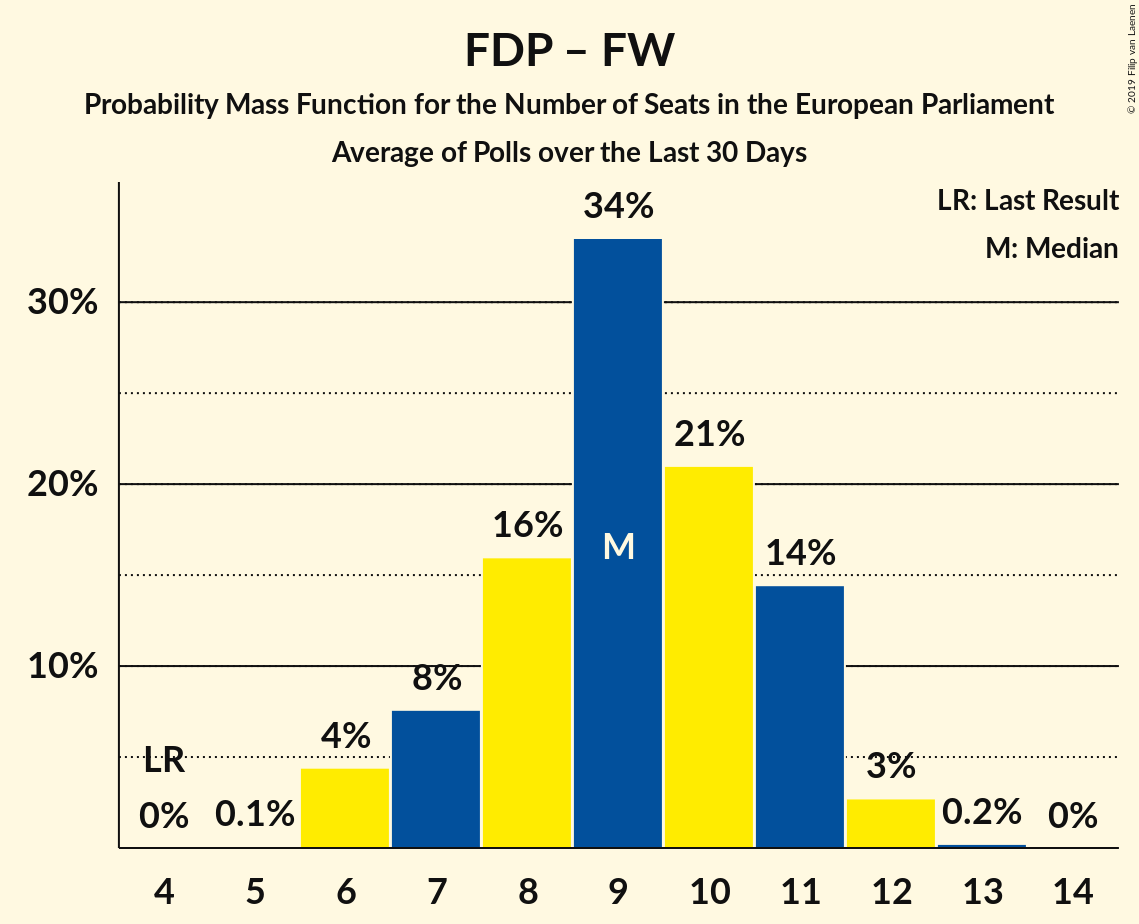 FDP – FW
Probability Mass Function for the Number of Seats in the European Parliament
Average of Polls over the Last 30 Days
© 2019 Filip van Laenen
LR: Last Result
M: Median
34%
30%
21%
20%
16%
M
14%
10%
8%
4%
LR
3%
0%
0.1%
0.2%
0%
4 5 6 7 8 9 10 11 12 13 14